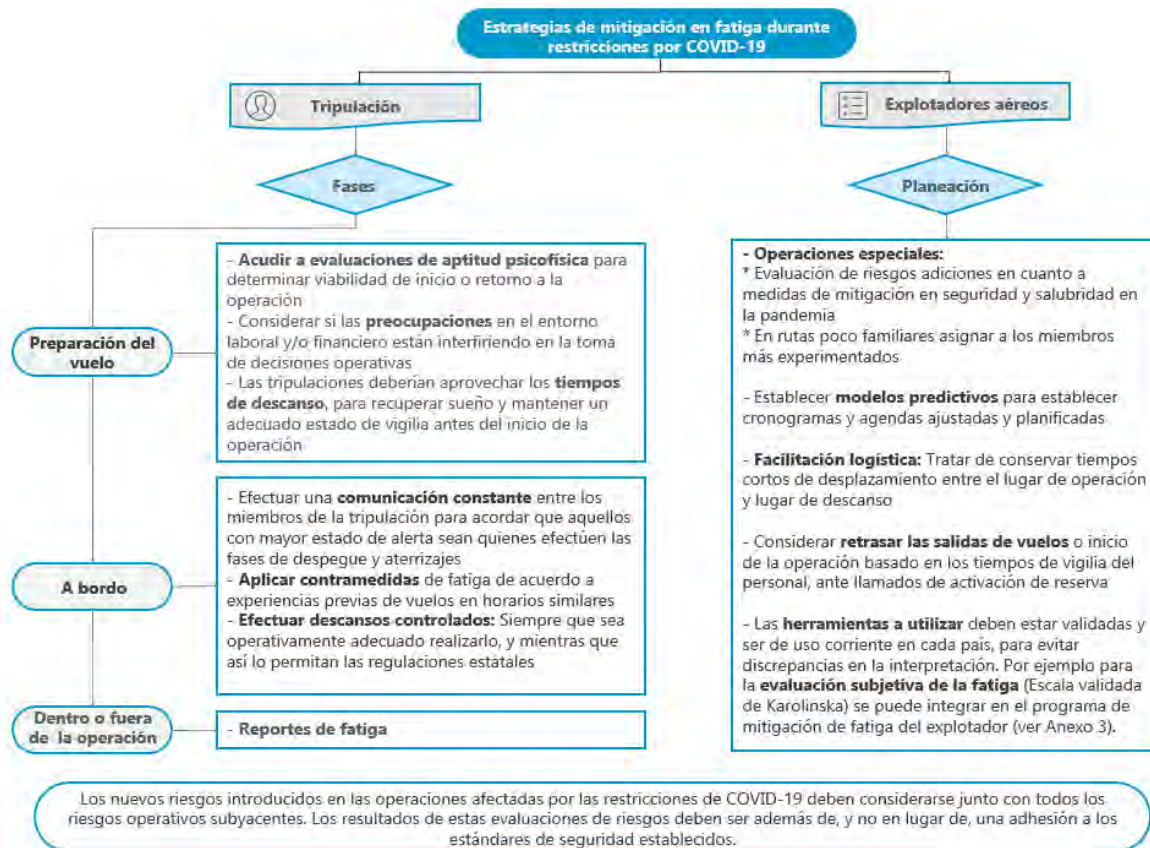 Estrategias de mitigación en fatiga durante
restricciones por COVID-19
Tripulación
Explotadores aéreos
Fases
Planeación
Preparación del
vuelo
- Acudir a evaluaciones de aptitud psicofísica para
determinar viabilidad de inicio o retorno a la
operación
- Considerar si las preocupaciones en el entorno
laboral y/o financiero están interfiriendo en la toma
de decisiones operativas
- Las tripulaciones deberían aprovechar los tiempos
de descanso, para recuperar sueño y mantener un
adecuado estado de vigilia antes del inicio de la
operación
A bordo
- Efectuar una comunicación constante entre los
miembros de la tripulación para acordar que aquellos
con mayor estado de alerta sean quienes efectúen las
fases de despegue y aterrizajes
- Aplicar contramedidas de fatiga de acuerdo a
experiencias previas de vuelos en horarios similares
- Efectuar descansos controlados: Siempre que sea
operativamente adecuado realizarlo, y mientras que
así lo permitan las regulaciones estatales
Dentro o fuera
de la operación
- Reportes de fatiga
- Operaciones especiales:
* Evaluación de riesgos adiciones en cuanto a
medidas de mitigación en seguridad y salubridad en
la pandemia
* En rutas poco familiares asignar a los miembros
más experimentados
- Establecer modelos predictivos para establecer
cronogramas y agendas ajustadas y planificadas
- Facilitación logística: Tratar de conservar tiempos
cortos de desplazamiento entre el lugar de operación
y lugar de descanso
- Considerar retrasar las salidas de vuelos o inicio
de la operación basado en los tiempos de vigilia del
personal, ante llamados de activación de reserva
- Las herramientas a utilizar deben estar validadas y
ser de uso corriente en cada país, para evitar
discrepancias en la interpretación. Por ejemplo para
la evaluación subjetiva de la fatiga (Escala validada
de Karolinska) se puede integrar en el programa de
mitigación de fatiga del explotador (ver Anexo 3).
Los nuevos riesgos introducidos en las operaciones afectadas por las restricciones de COVID-19 deben considerarse junto con todos los
riesgos operativos subyacentes. Los resultados de estas evaluaciones de riesgos deben ser además de, y no en lugar de, una adhesión a los
estándares de seguridad establecidos.